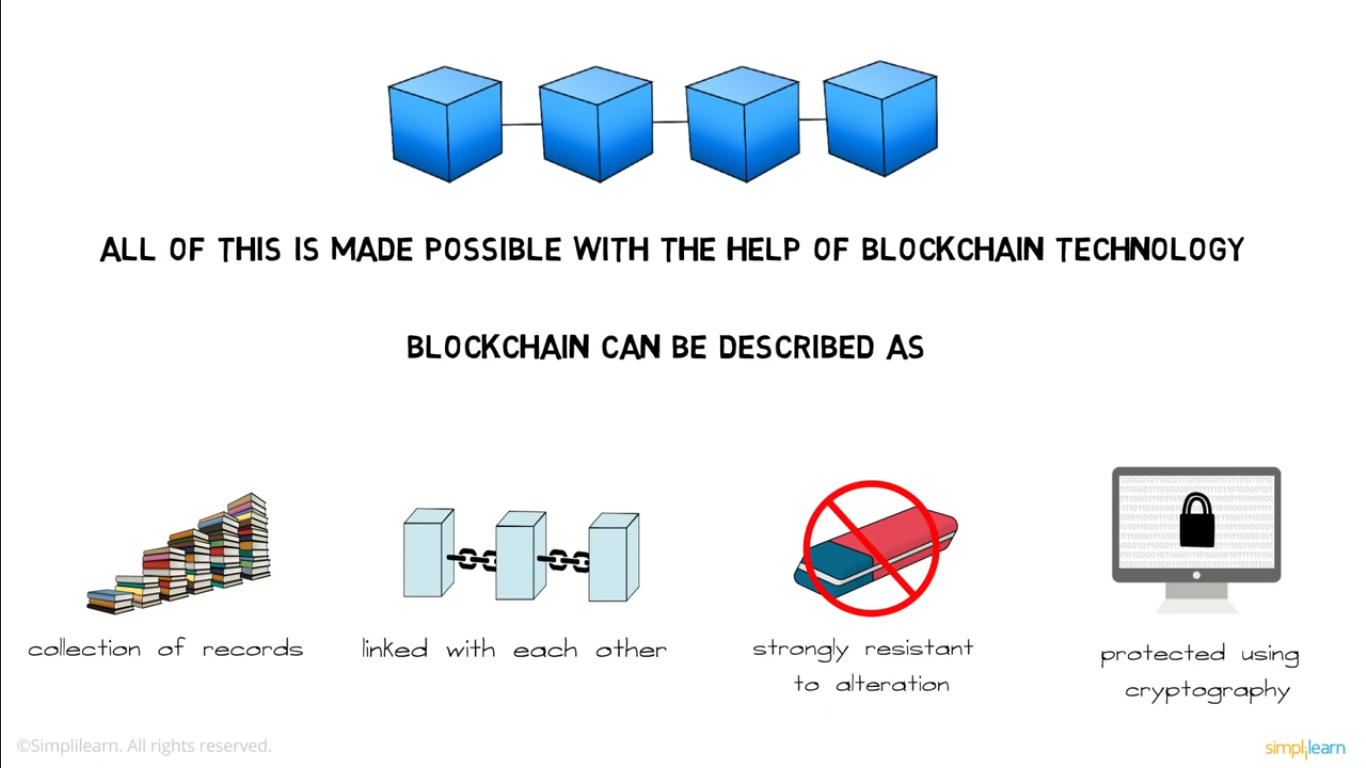 ALL OF THIS IS MADE POSSIBLE WITH THE HELP OF BLOCKCHAIN TECHNOLOGY
BLOCKCHAIN CAN BE DESCRIBED AS
collection of records
linked with each other
strongly resistant
to alteration
protected using
cryptography
©Simplilearn. All rights reserved.
simplilearn